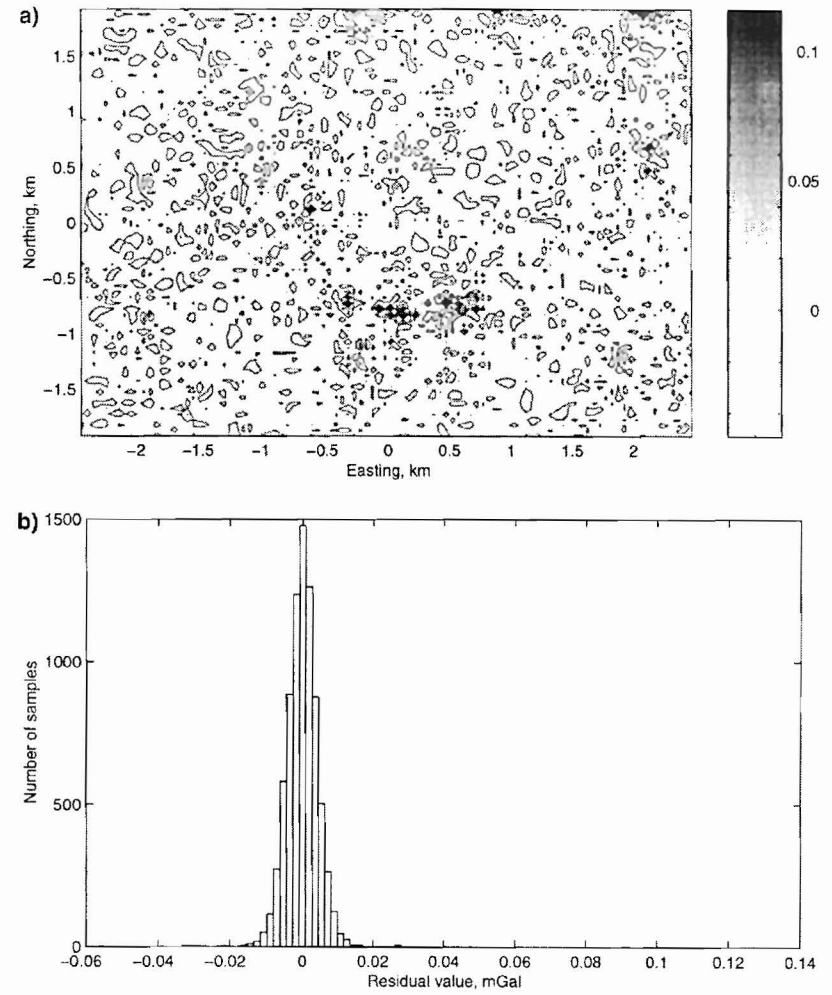 a)
1.5
1
0.5
0
−0.5
−1
−1.5
Northing, km
−2 −1.5 −1 −0.5 0 0.5 1 1.5 2
Easting, km
0.1
0.05
0
b)
1500
1000
500
0
Number of samples
−0.06 −0.04 −0.02 0 0.02 0.04 0.06 0.08 0.1 0.12 0.14
Residual value, mGal